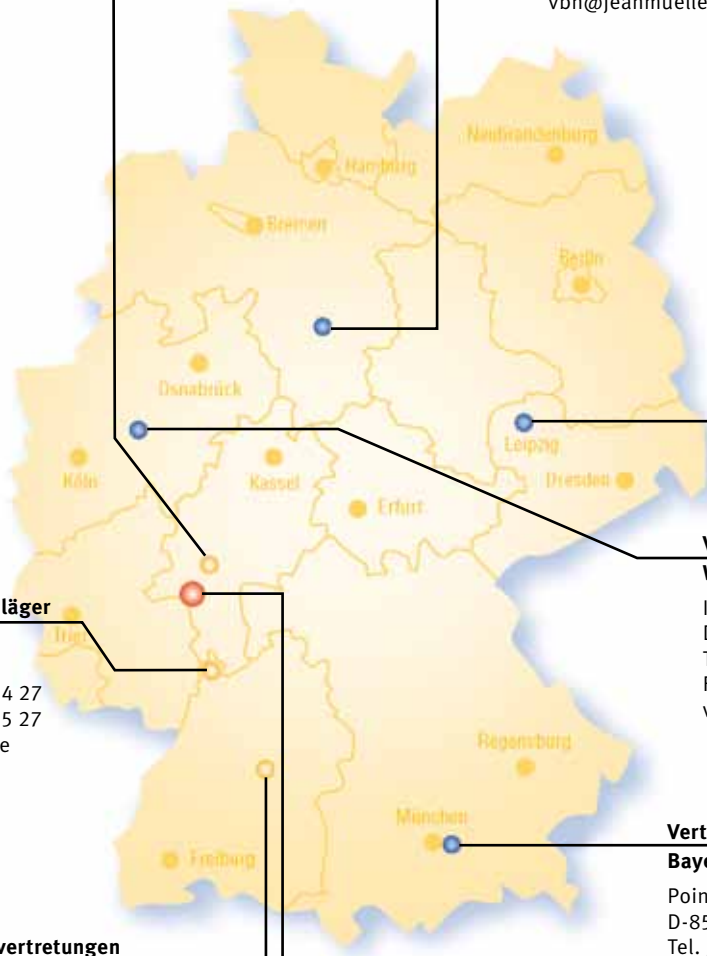 vbh@jeanmuelle
Neubrandenburg
Hamburg
Bremen
Berlin
Osnabrück
Leipzig
Köln
Kassel
Dresden
Erfurt
V
V
läger
Trier
I
D
T
F
v
4 27
5 27
e
Regensburg
München
Vert
Baye
Freiburg
Poin
D-85
Tel.
vertretungen